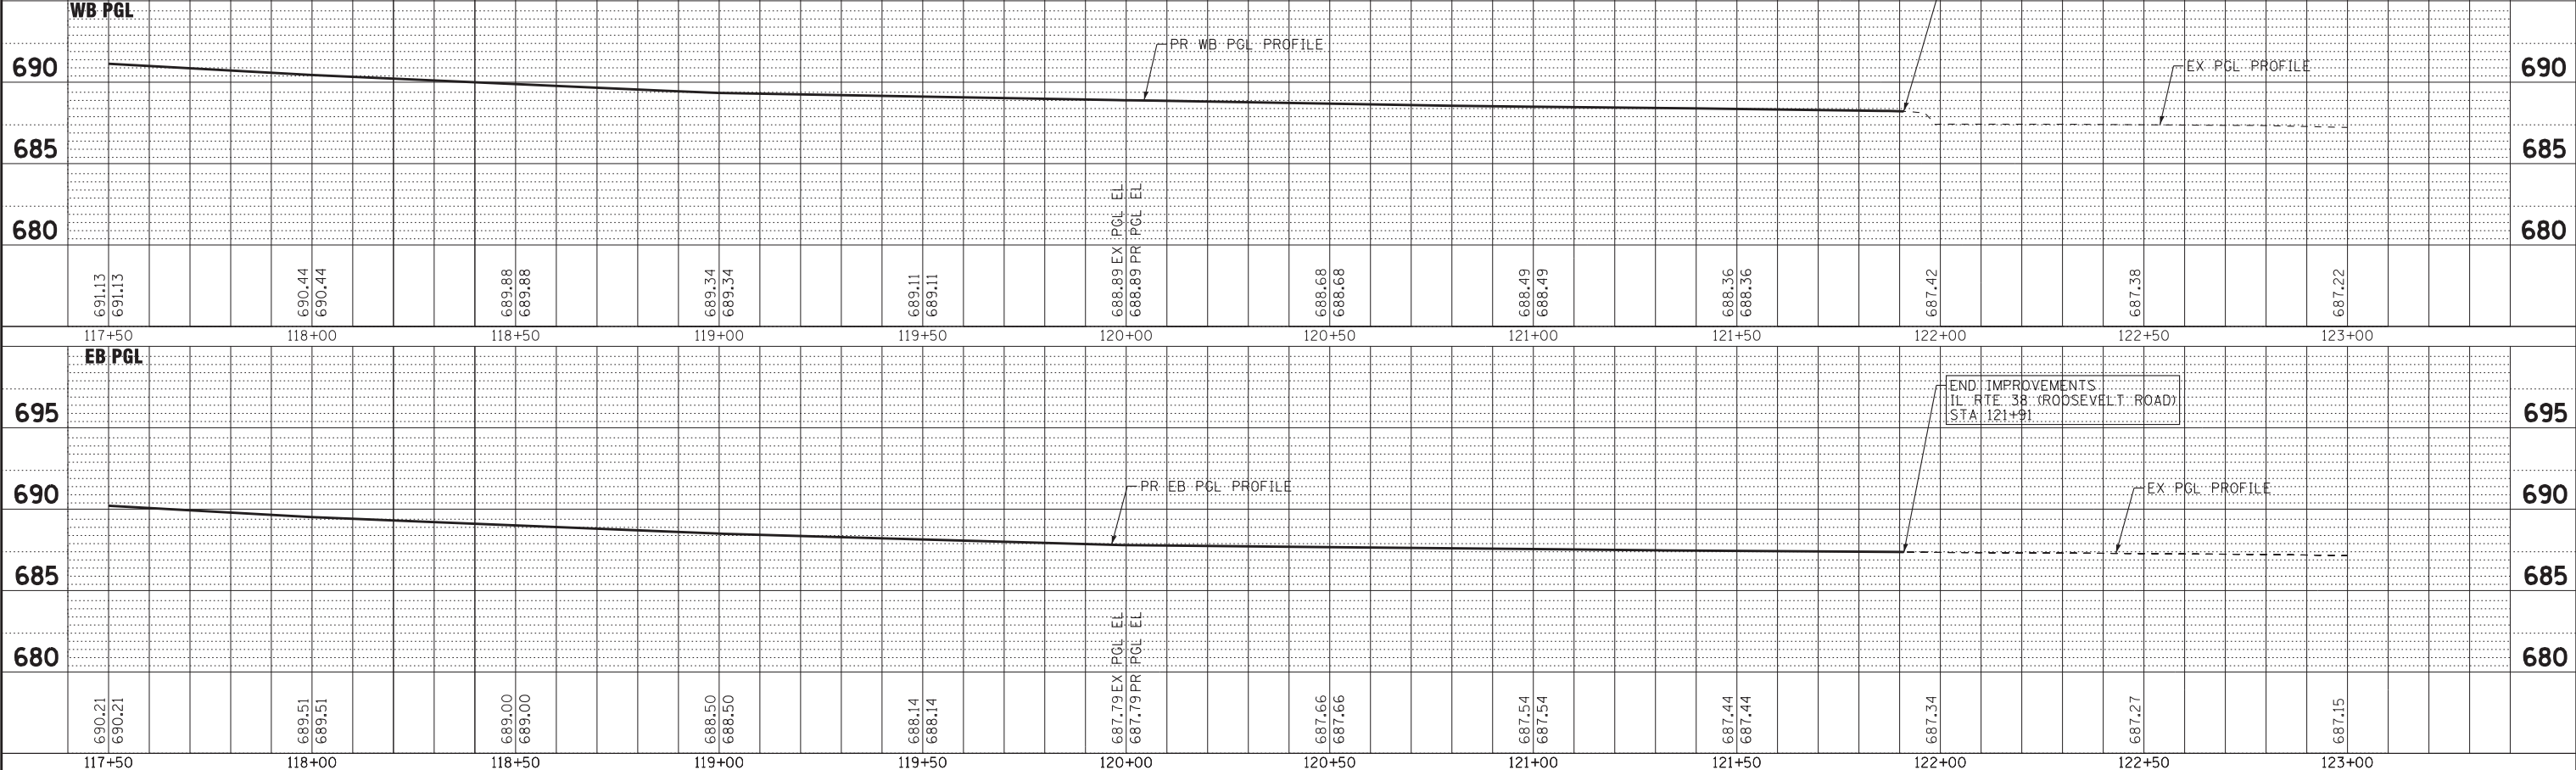 WB PGL
PR WB PGL PROFILE
EX PGL PROFILE
690 690
685 685
680 680
691.13 690.44 689.88 689.34 689.11 688.89 EX PGL EL 688.68 688.49 688.36 687.42 687.38 687.22
691.13 690.44 689.88 689.34 689.11 688.89 PR PGL EL 688.68 688.49 688.36
117+50 118+00 118+50 119+00 119+50 120+00 120+50 121+00 121+50 122+00 122+50 123+00
EB PGL
END IMPROVEMENTS
IL RTE 38 (ROOSEVELT ROAD)
STA 121+91
695 695
PR EB PGL PROFILE
EX PGL PROFILE
690 690
685 685
680 680
690.21 689.51 689.00 688.50 688.14 687.79 EX PGL EL 687.66 687.54 687.44 687.34 687.27 687.15
690.21 689.51 689.00 688.50 688.14 687.79 PR PGL EL 687.66 687.54 687.44
117+50 118+00 118+50 119+00 119+50 120+00 120+50 121+00 121+50 122+00 122+50 123+00